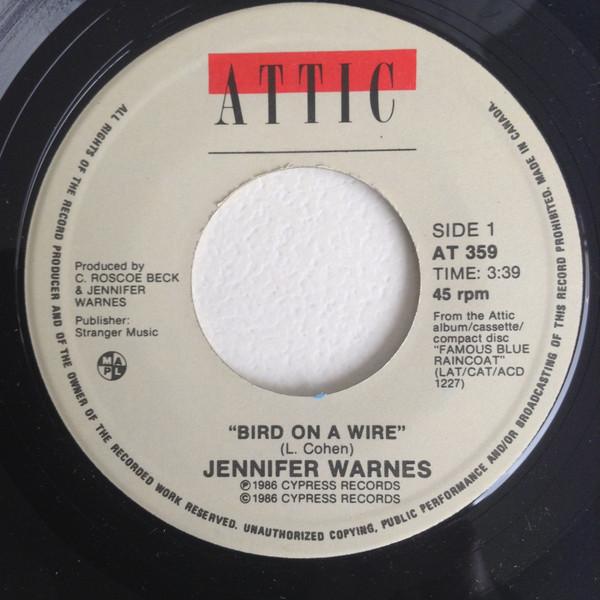 ATTIC
SIDE 1
AT 359
TIME: 3:39
45 rpm
From the Attic
album/cassette/
compact disc
"FAMOUS BLUE
RAINCOAT"
(LAT/CAT/ACD
1227)
Produced by
C. ROSCOE BECK
& JENNIFER
WARNES
Publisher:
Stranger Music
MAPL
"BIRD ON A WIRE"
(L. Cohen)
JENNIFER WARNES
℗1986 CYPRESS RECORDS
©1986 CYPRESS RECORDS
ALL RIGHTS OF THE RECORD PRODUCER AND OF THE OWNER OF THE RECORDED WORK RESERVED. UNAUTHORIZED COPYING, PUBLIC PERFORMANCE AND/OR BROADCASTING OF THIS RECORD PROHIBITED. MADE IN CANADA.